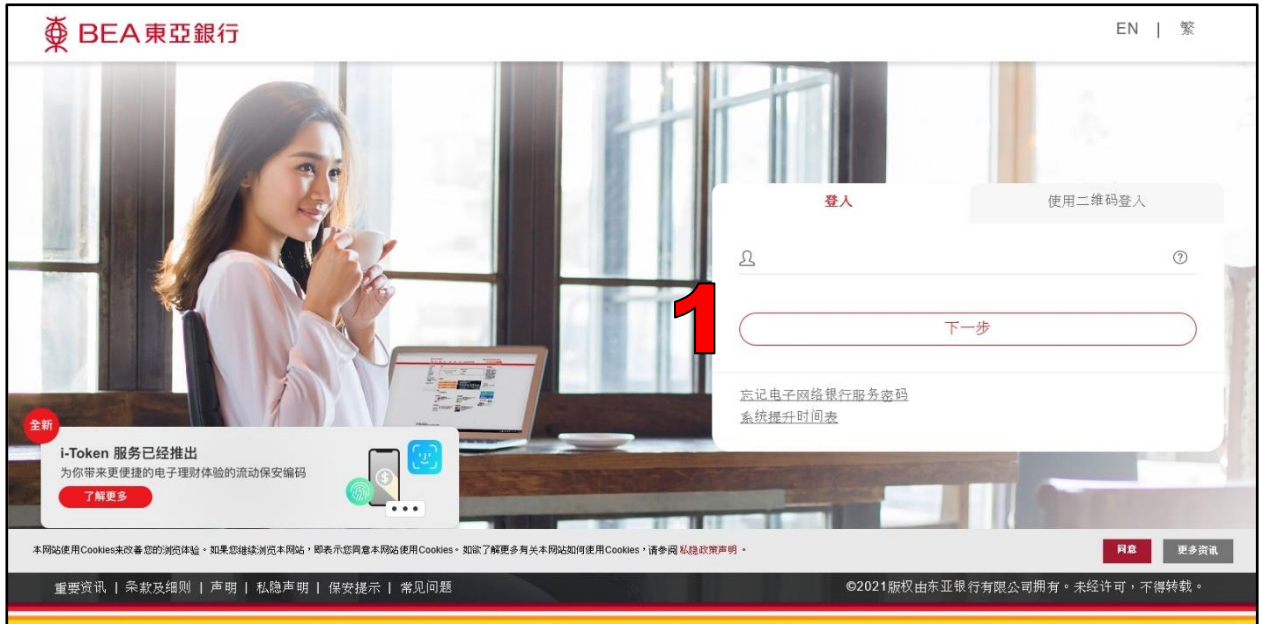 BEA東亞銀行
EN | 繁
登入
使用二维码登入
1
下一步
忘记电子网络银行服务密码
系统提升时间表
全新
i-Token 服务已经推出
为你带来更便捷的电子理财体验的流动保安编码
了解更多
本网站使用Cookies来改善您的浏览体验。如果您继续浏览本网站,即表示您同意本网站使用Cookies。如欲了解更多有关本网站如何使用Cookies,请参阅私隐政策声明。
同意
更多资讯
重要资讯 | 条款及细则 | 声明 | 私隐声明 | 保安提示 | 常见问题
©2021版权由东亚银行有限公司拥有。未经许可,不得转载。